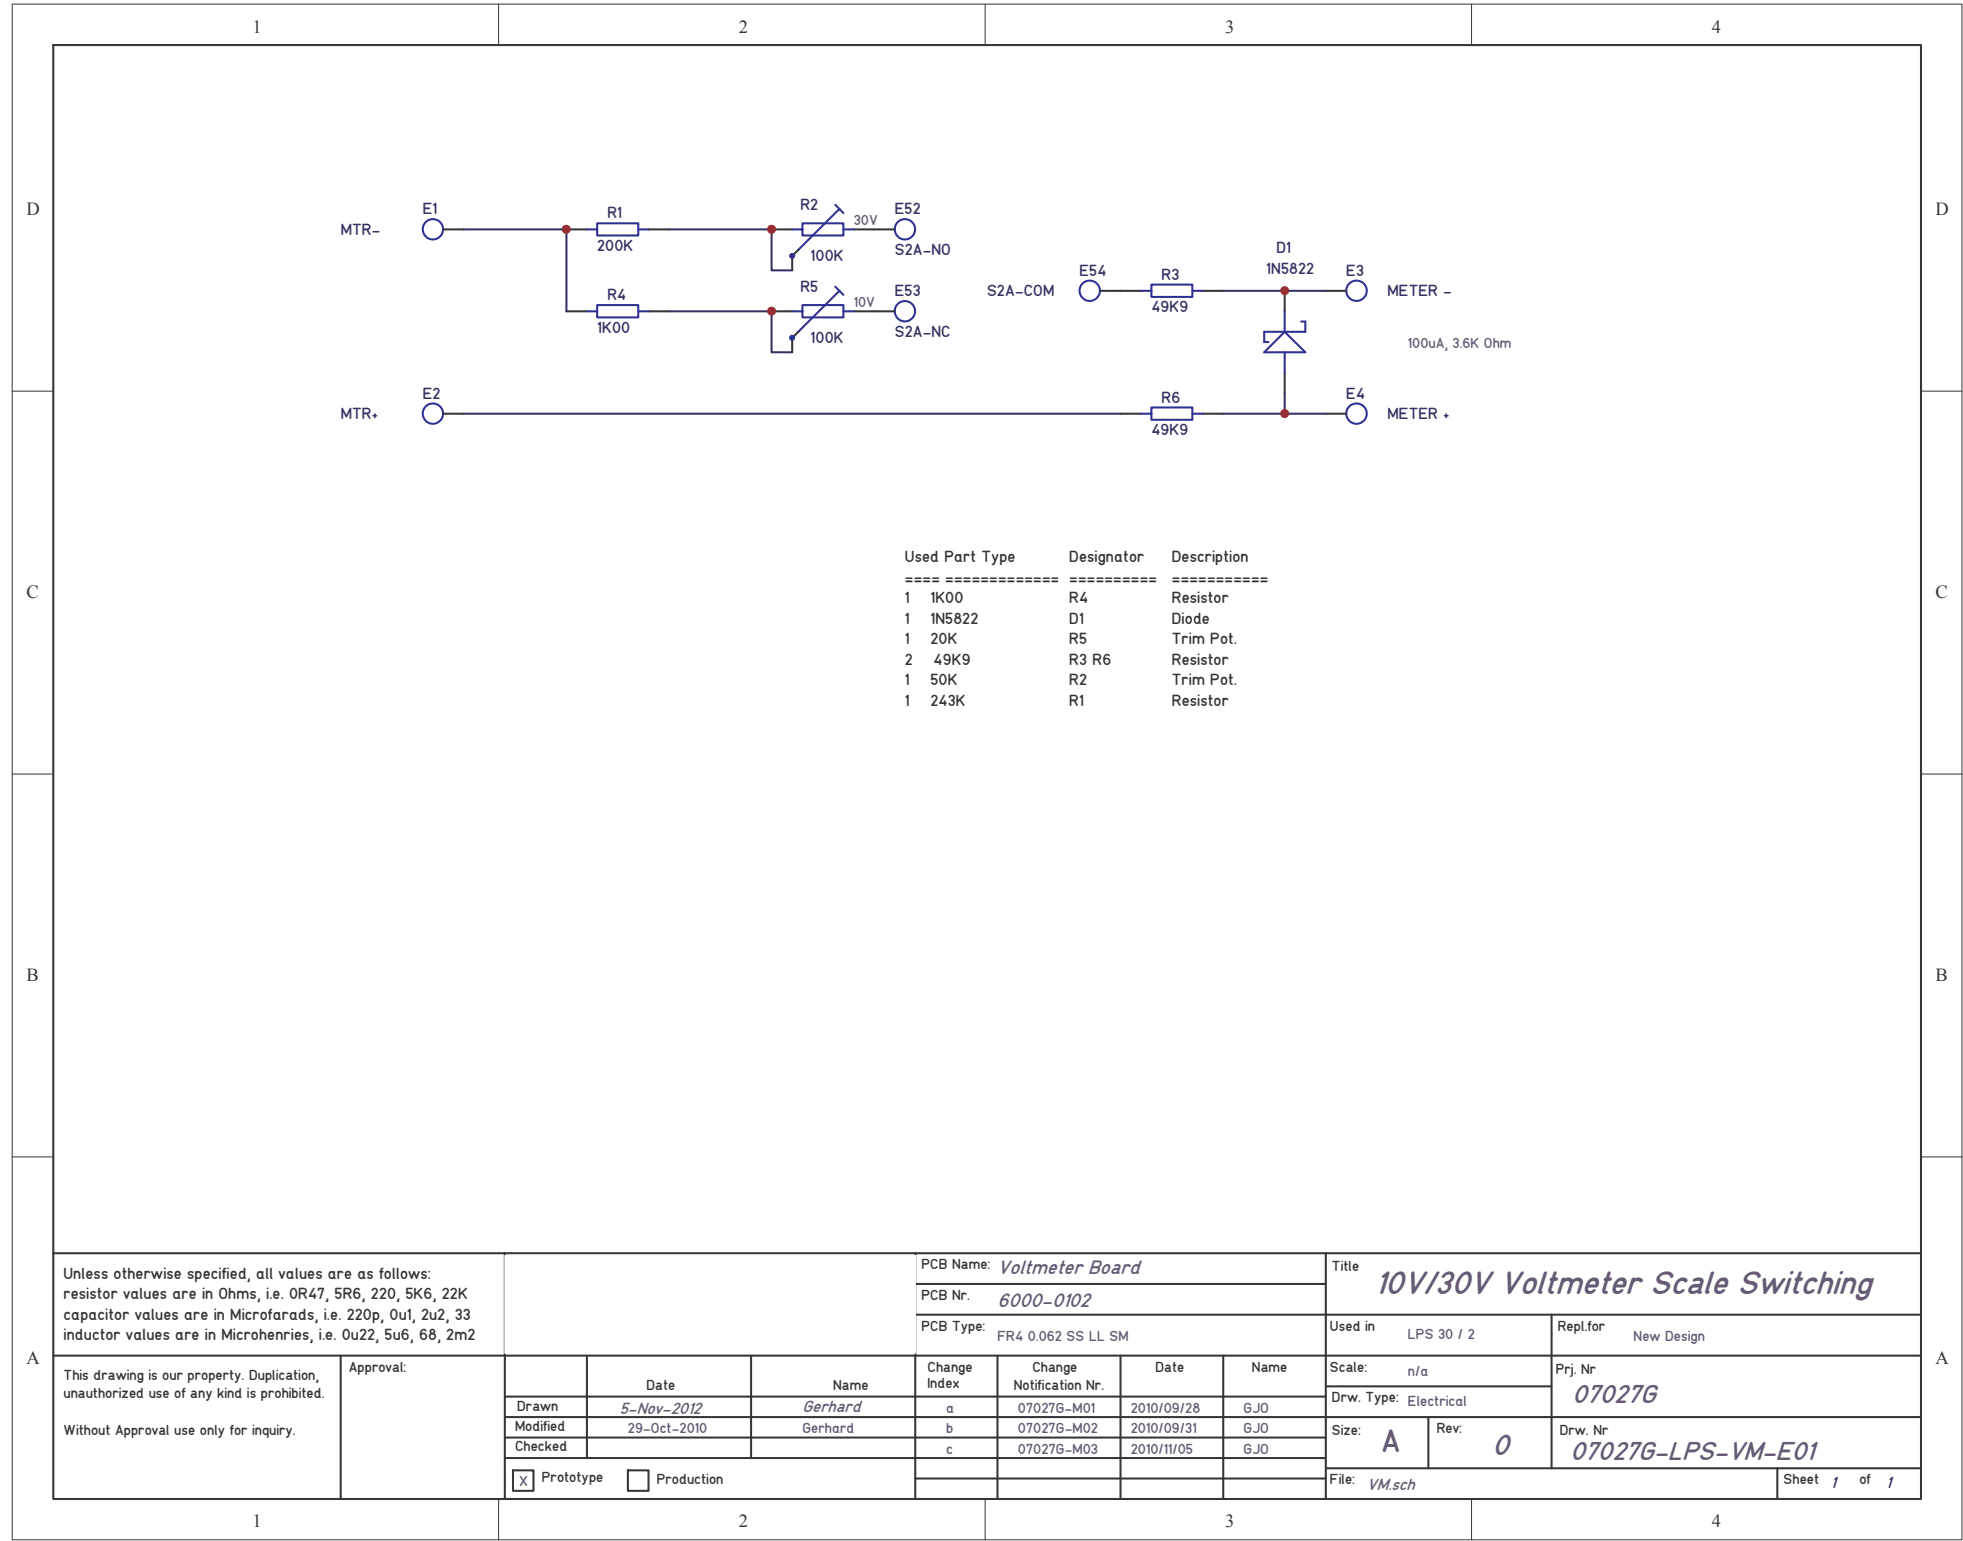 1 2 3 4
D D
C C
B B
A A
MTR-
E1
R1
200K
R2
100K
30V
E52
S2A-NO
R4
1K00
R5
100K
10V
E53
S2A-NC
MTR+
E2
S2A-COM
E54
R3
49K9
D1
1N5822
E3
METER -
100uA, 3.6K Ohm
R6
49K9
E4
METER +
Used Part Type Designator Description
==== ============= ========== ===========
1 1K00 R4 Resistor
1 1N5822 D1 Diode
1 20K R5 Trim Pot.
2 49K9 R3 R6 Resistor
1 50K R2 Trim Pot.
1 243K R1 Resistor
Unless otherwise specified, all values are as follows:
resistor values are in Ohms, i.e. 0R47, 5R6, 220, 5K6, 22K
capacitor values are in Microfarads, i.e. 220p, 0u1, 2u2, 33
inductor values are in Microhenries, i.e. 0u22, 5u6, 68, 2m2
This drawing is our property. Duplication,
unauthorized use of any kind is prohibited.
Without Approval use only for inquiry.
Approval:
Date Name
Drawn 5-Nov-2012 Gerhard
Modified 29-Oct-2010 Gerhard
Checked
X Prototype Production
PCB Name: Voltmeter Board
PCB Nr. 6000-0102
PCB Type: FR4 0.062 SS LL SM
Change Index Change Notification Nr. Date Name
a 07027G-M01 2010/09/28 GJO
b 07027G-M02 2010/09/31 GJO
c 07027G-M03 2010/11/05 GJO
Title 10V/30V Voltmeter Scale Switching
Used in LPS 30 / 2 Repl.for New Design
Scale: n/a
Drw. Type: Electrical
Prj. Nr 07027G
Size: A Rev: 0
Drw. Nr 07027G-LPS-VM-E01
File: VM.sch Sheet 1 of 1
1 2 3 4